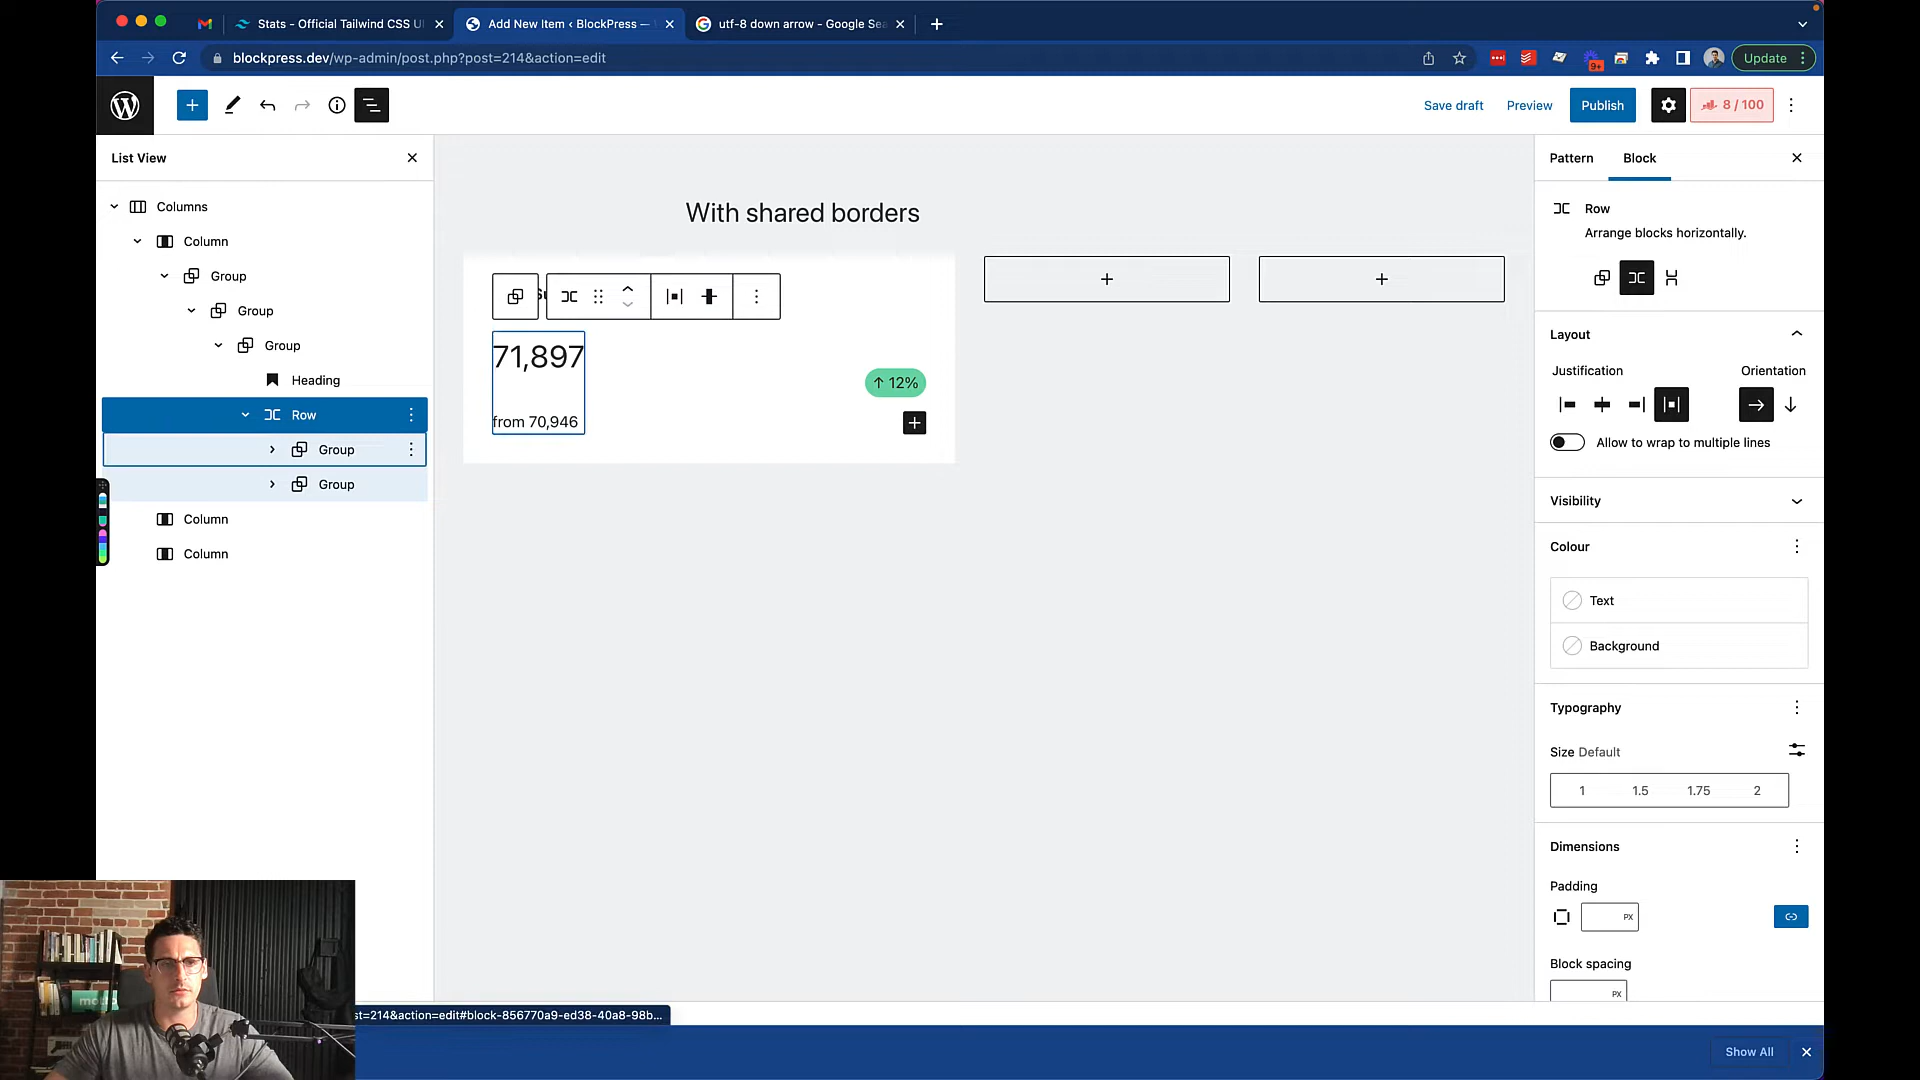 Stats - Official Tailwind CSS UI
Add New Item ‹ BlockPress —
utf-8 down arrow - Google Sea
blockpress.dev/wp-admin/post.php?post=214&action=edit
9+
Update
Save draft
Preview
Publish
8 / 100
List View
Pattern
Block
Columns
Column
Group
Group
Group
Heading
Row
Group
Group
Column
Column
With shared borders
71,897
from 70,946
↑ 12%
Row
Arrange blocks horizontally.
Layout
Justification
Orientation
Allow to wrap to multiple lines
Visibility
Colour
Text
Background
Typography
Size Default
1 1.5 1.75 2
Dimensions
Padding
PX
Block spacing
PX
st=214&action=edit#block-856770a9-ed38-40a8-98b...
Show All